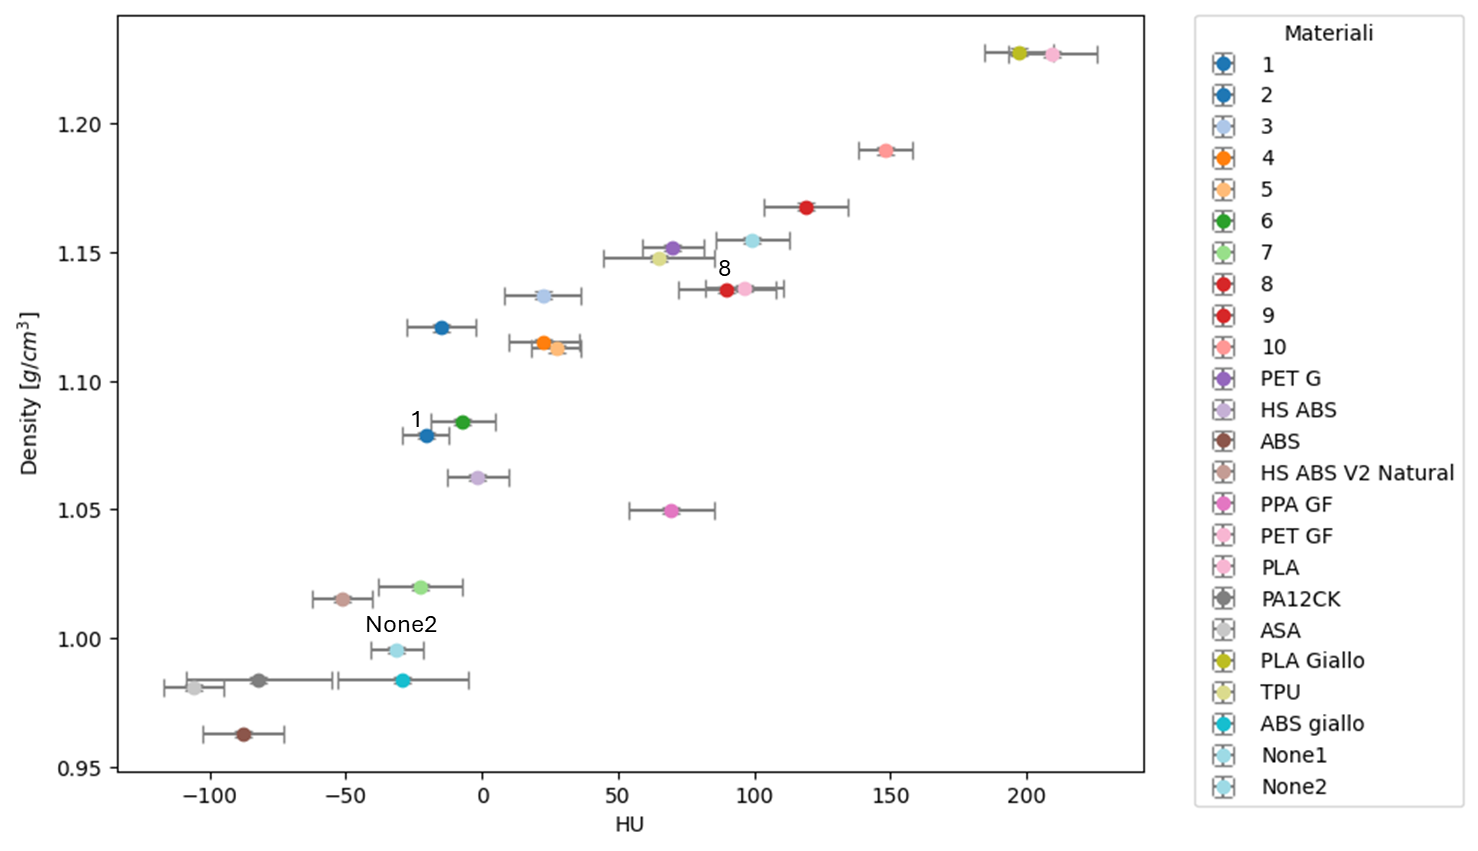 Density [g/cm³]
1.20
1.15
1.10
1.05
1.00
0.95
8
1
None2
−100
−50
0
50
100
150
200
HU
Materiali
1
2
3
4
5
6
7
8
9
10
PET G
HS ABS
ABS
HS ABS V2 Natural
PPA GF
PET GF
PLA
PA12CK
ASA
PLA Giallo
TPU
ABS giallo
None1
None2